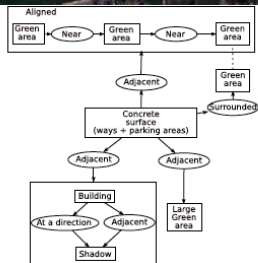 Aligned
Green
area
Near
Green
area
Near
Green
area
Adjacent
Green
area
Concrete
surface
(ways + parking areas)
Surrounded
Adjacent
Adjacent
Building
At a direction
Adjacent
Large
Green
area
Shadow